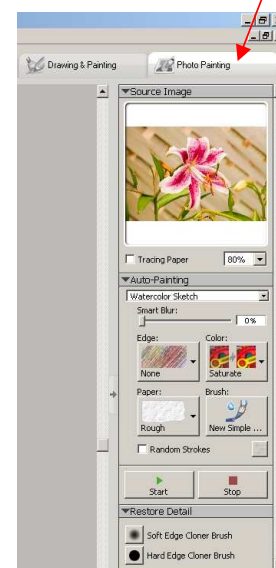 Drawing & Painting Photo Painting
Source Image
Tracing Paper 80%
Auto-Painting
Watercolor Sketch
Smart Blur:
0%
Edge: Color:
None Saturate
Paper: Brush:
Rough New Simple ...
Random Strokes
Start Stop
Restore Detail
Soft Edge Cloner Brush
Hard Edge Cloner Brush